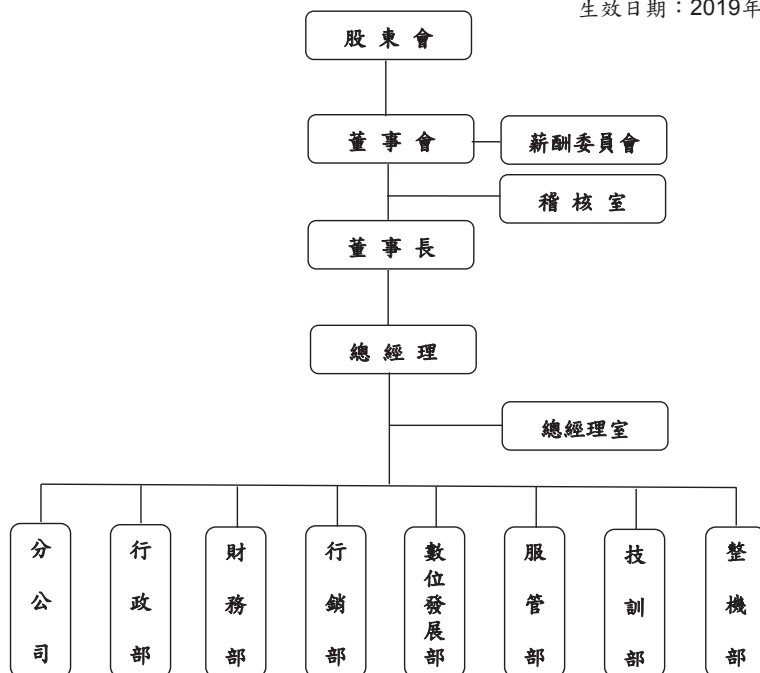 生效日期：2019年
股東會
董事會
薪酬委員會
稽核室
董事長
總經理
總經理室
分公司
行政部
財務部
行銷部
數位發展部
服管部
技訓部
整機部